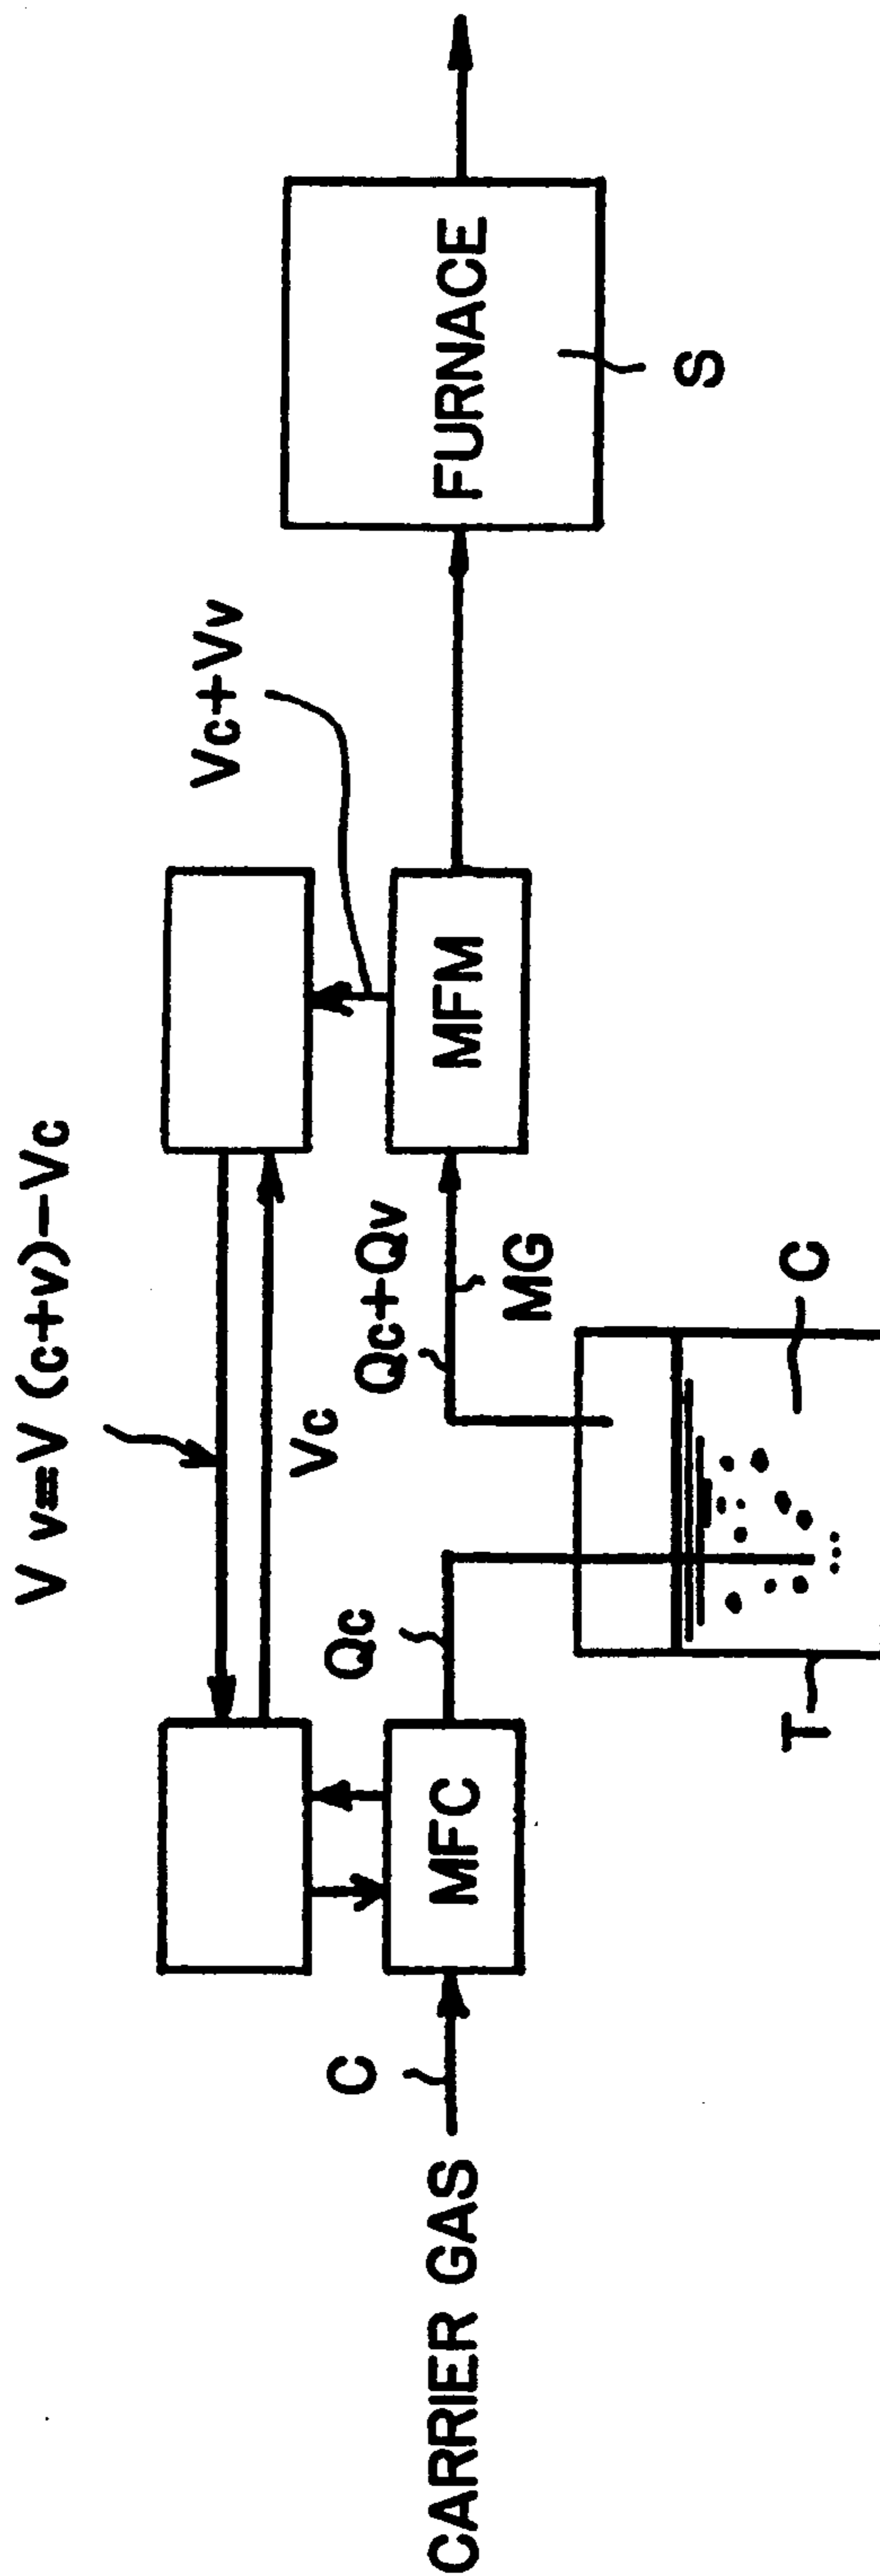 V v=V (c+v)−Vc
Vc
Vc+Vv
CARRIER GAS
C
MFC
Qc
Qc+Qv
MG
MFM
FURNACE
S
T
C